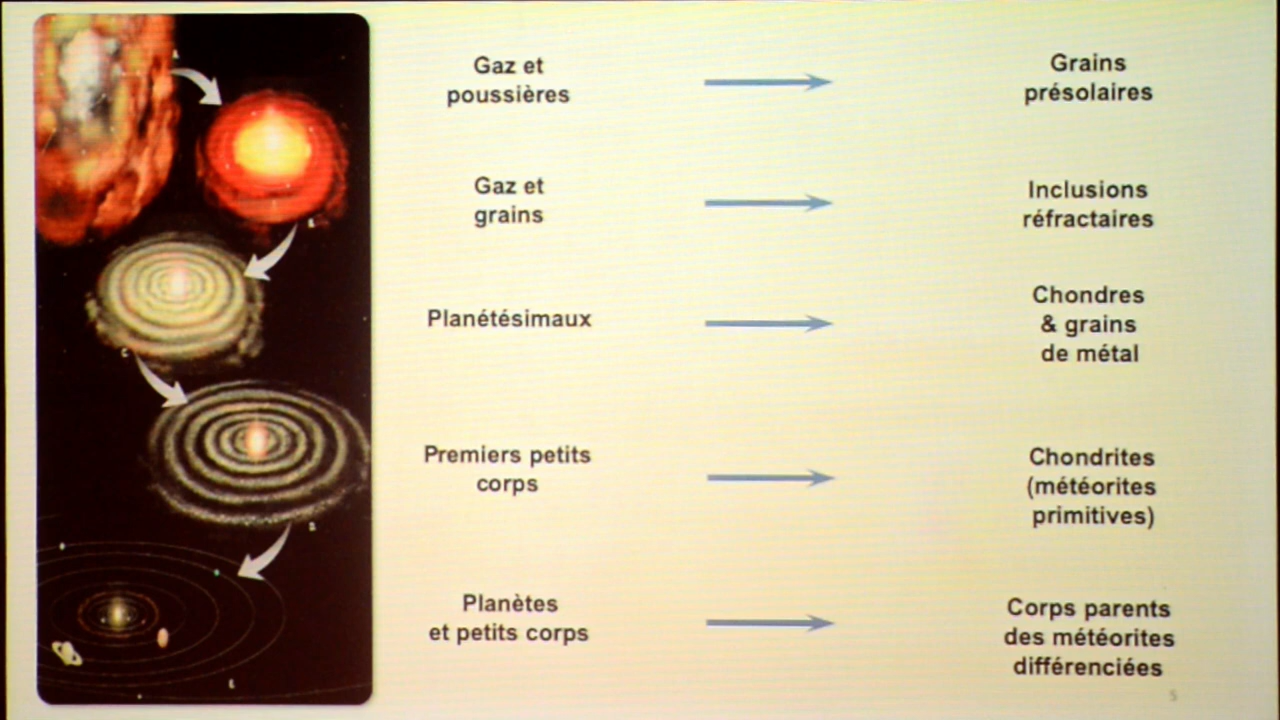 Gaz et
poussières
Grains
présolaires
Gaz et
grains
Inclusions
réfractaires
Planétésimaux
Chondres
& grains
de métal
Premiers petits
corps
Chondrites
(météorites
primitives)
Planètes
et petits corps
Corps parents
des météorites
différenciées
5